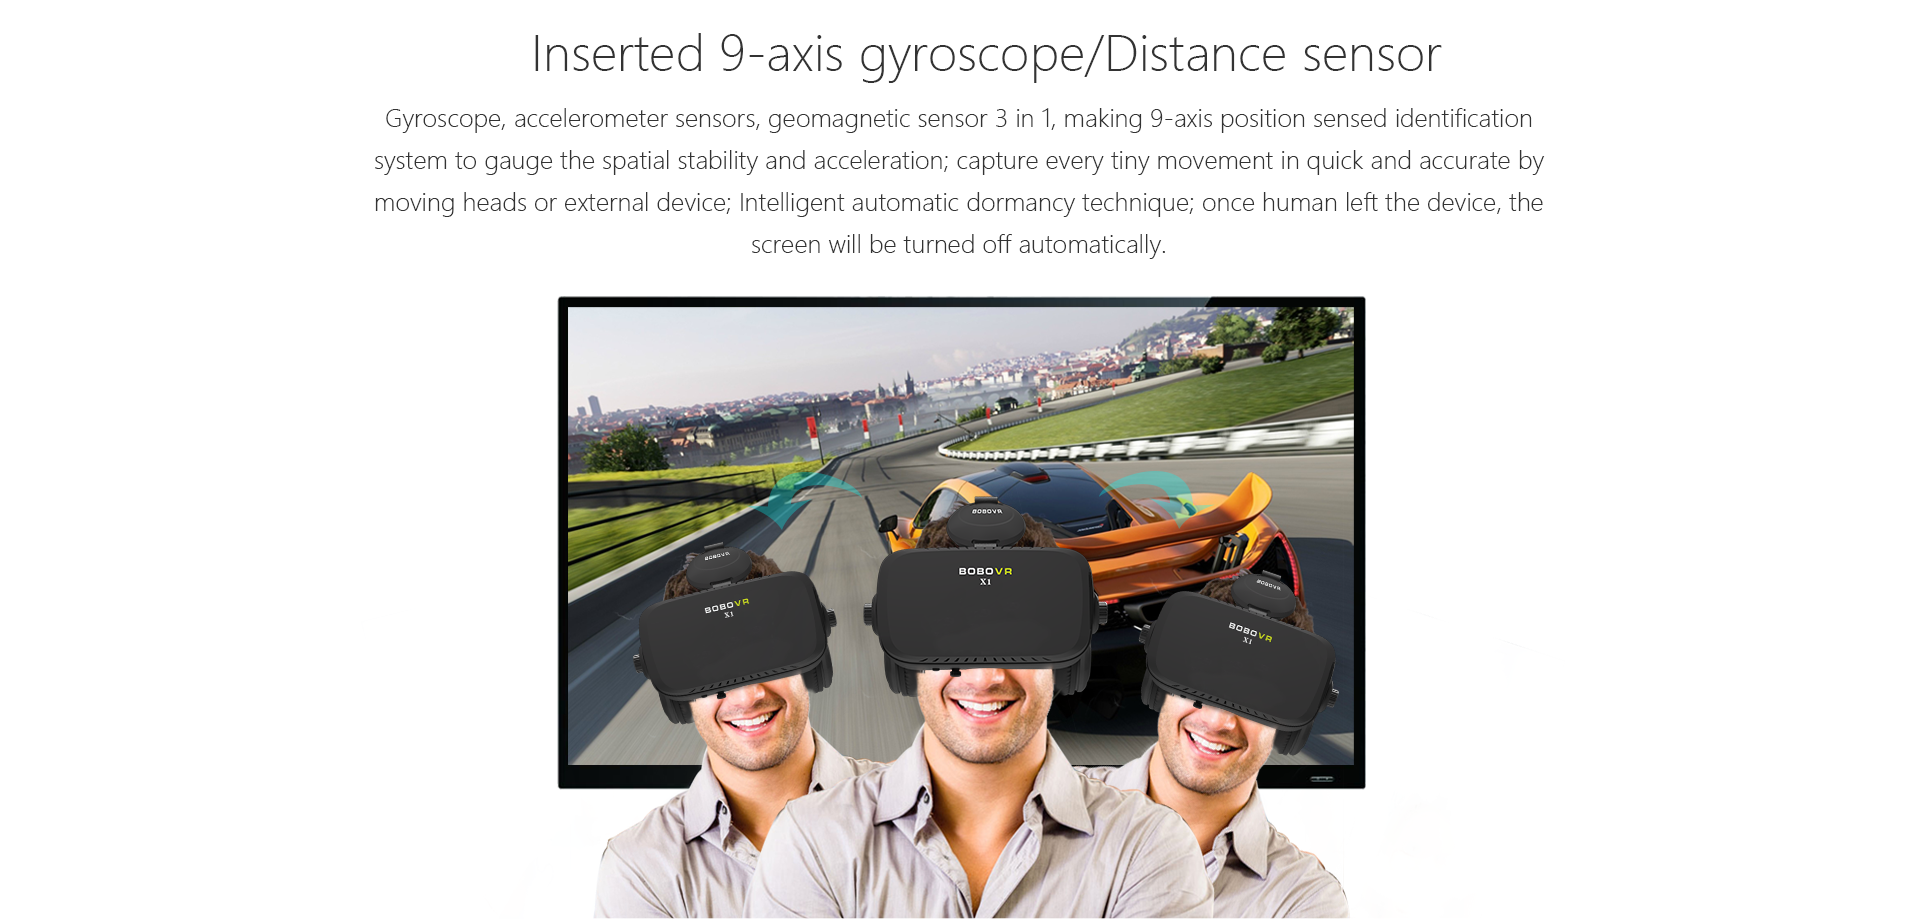 Inserted 9-axis gyroscope/Distance sensor
Gyroscope, accelerometer sensors, geomagnetic sensor 3 in 1, making 9-axis position sensed identification
system to gauge the spatial stability and acceleration; capture every tiny movement in quick and accurate by
moving heads or external device; Intelligent automatic dormancy technique; once human left the device, the
screen will be turned off automatically.
BOBOVR
BOBOVR
X1
BOBOVR
BOBOVR
X1
BOBOVR
BOBOVR
X1